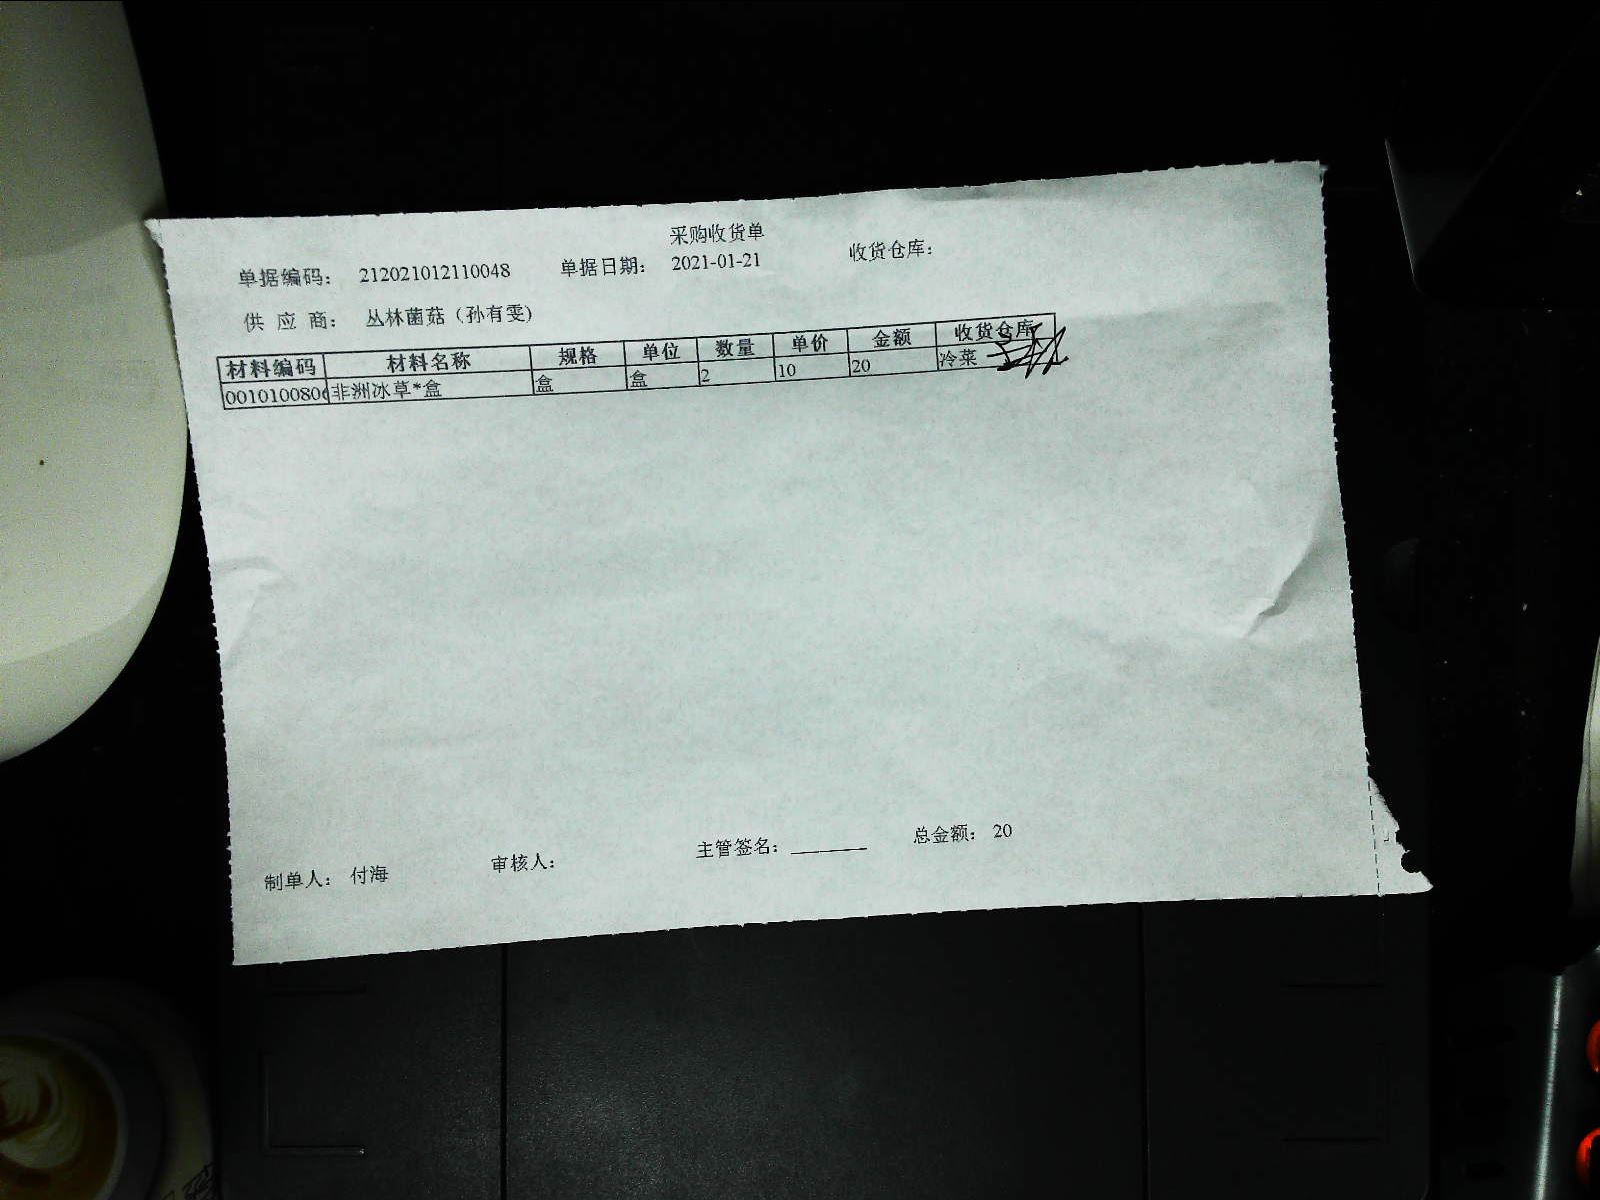 采购收货单
单据编码： 212021012110048 单据日期： 2021-01-21 收货仓库：
供 应 商： 丛林菌菇（孙有雯)
材料编码 材料名称 规格 单位 数量 单价 金额 收货仓库
0010100806 非洲冰草*盒 盒 盒 2 10 20 冷菜
制单人： 付海 审核人： 主管签名：________ 总金额： 20